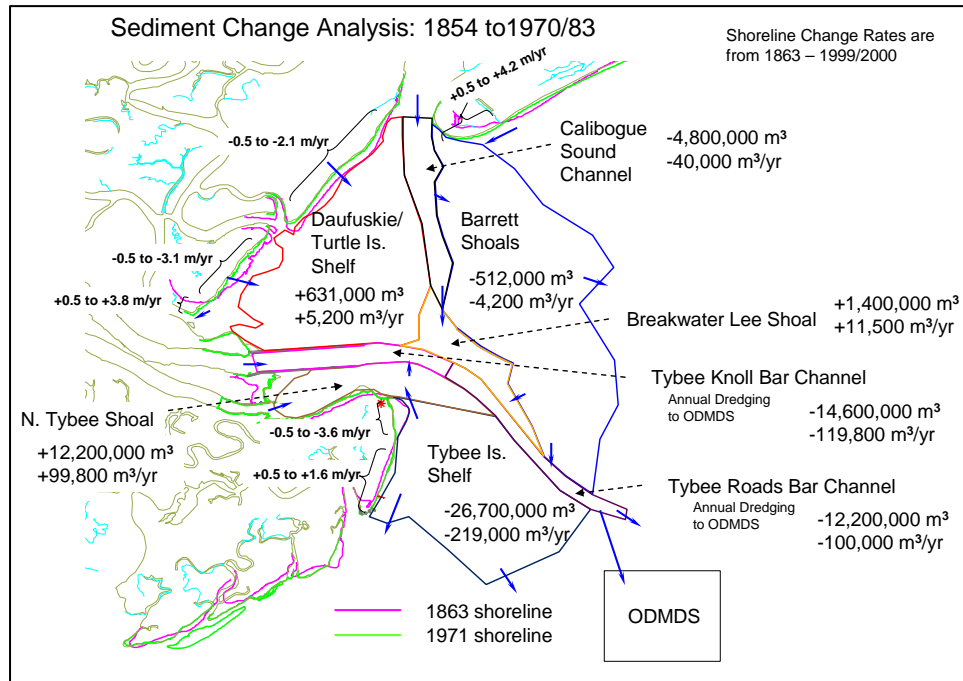 Sediment Change Analysis: 1854 to1970/83
Shoreline Change Rates are
from 1863 – 1999/2000
+0.5 to +4.2 m/yr
-0.5 to -2.1 m/yr
Calibogue
Sound
Channel
-4,800,000 m³
-40,000 m³/yr
Daufuskie/
Turtle Is.
Shelf
+631,000 m³
+5,200 m³/yr
Barrett
Shoals
-512,000 m³
-4,200 m³/yr
-0.5 to -3.1 m/yr
+0.5 to +3.8 m/yr
Breakwater Lee Shoal
+1,400,000 m³
+11,500 m³/yr
Tybee Knoll Bar Channel
Annual Dredging
to ODMDS
-14,600,000 m³
-119,800 m³/yr
N. Tybee Shoal
+12,200,000 m³
+99,800 m³/yr
-0.5 to -3.6 m/yr
+0.5 to +1.6 m/yr
Tybee Is.
Shelf
-26,700,000 m³
-219,000 m³/yr
Tybee Roads Bar Channel
Annual Dredging
to ODMDS
-12,200,000 m³
-100,000 m³/yr
1863 shoreline
1971 shoreline
ODMDS